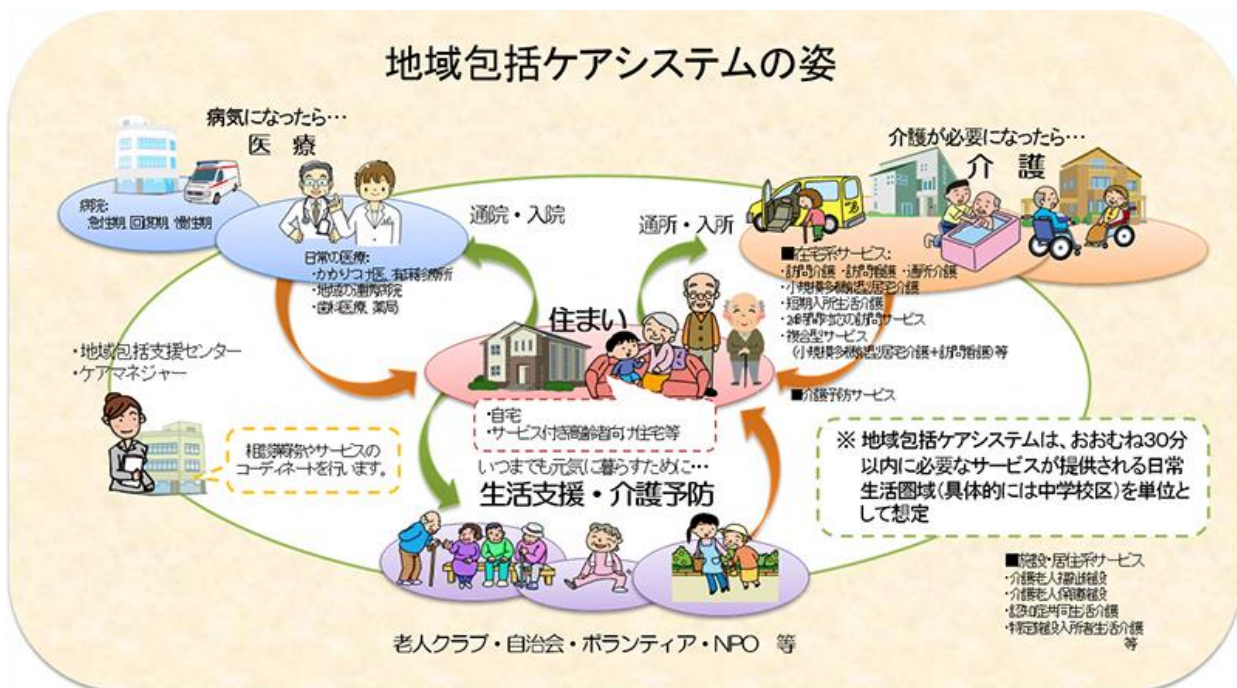 地域包括ケアシステムの姿
病気になったら…
医 療
病院:
急性期 回復期 慢性期
日常の医療:
・かかりつけ医、有床診療所
・地域の連携病院
・歯科医療、薬局
通院・入院
通所・入所
介護が必要になったら…
介 護
■在宅系サービス:
・訪問介護 ・訪問看護 ・通所介護
・小規模多機能型居宅介護
・短期入所生活介護
・24時間対応の訪問サービス
・複合型サービス
(小規模多機能型居宅介護+訪問看護)等
■介護予防サービス
住まい
・自宅
・サービス付き高齢者向け住宅等
・地域包括支援センター
・ケアマネジャー
相談業務やサービスの
コーディネートを行います。
いつまでも元気に暮らすために…
生活支援・介護予防
老人クラブ・自治会・ボランティア・NPO 等
※ 地域包括ケアシステムは、おおむね30分
以内に必要なサービスが提供される日常
生活圏域(具体的には中学校区)を単位と
して想定
■施設・居住系サービス
・介護老人福祉施設
・介護老人保健施設
・認知症共同生活介護
・特定施設入所者生活介護
等